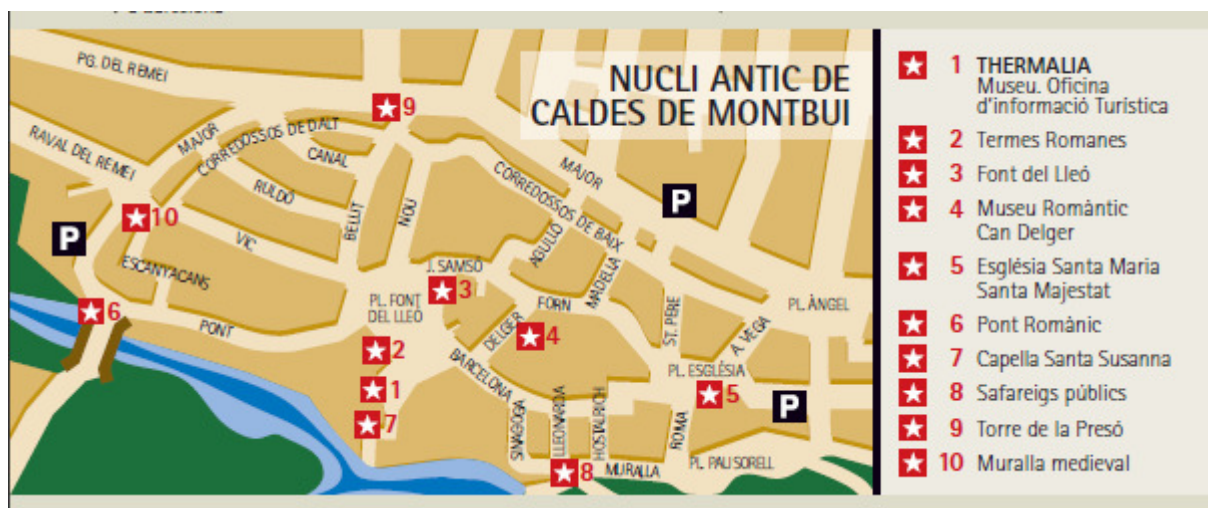 PG. DEL REMEI
NUCLI ANTIC DE
CALDES DE MONTBUI
9
RAVAL DEL REMEI
MAJOR
CORREDOSSOS DE DALT
CANAL
RULDÓ
MAJOR
CORREDOSSOS DE BAIX
P
10
P
VIC
BELUT
NOU
AGULLÓ
MADELIA
ESCANYACANS
J. SAMSÓ
3
6
PONT
PL. FONT
DEL LLEÓ
FORN
DELGER
4
ST. PERE
A. VEGA
PL. ÀNGEL
2
BARCELONA
PL. ESGLÉSIA
1
5
P
7
SINAGOGA
LLEONARDA
HOSTALRICH
ROMA
8
MURALLA
PL. PAU SORELL
1 THERMALIA
Museu. Oficina
d'informació Turística
2 Termes Romanes
3 Font del Lleó
4 Museu Romàntic
Can Delger
5 Església Santa Maria
Santa Majestat
6 Pont Romànic
7 Capella Santa Susanna
8 Safareigs públics
9 Torre de la Presó
10 Muralla medieval